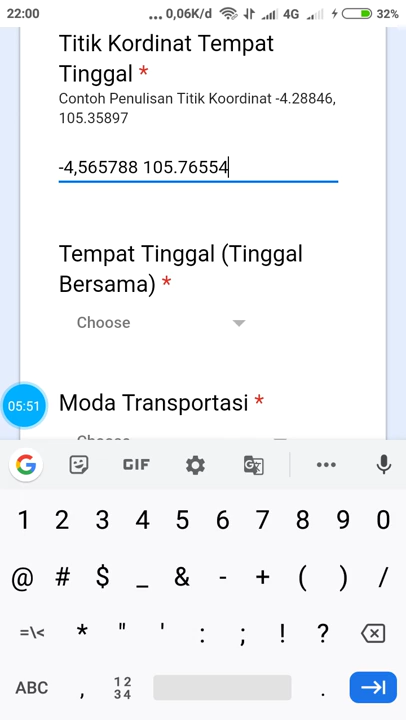 22:00 ... 0,06K/d 4G 32%
Titik Kordinat Tempat
Tinggal *
Contoh Penulisan Titik Koordinat -4.28846,
105.35897
-4,565788 105.76554
Tempat Tinggal (Tinggal
Bersama) *
Choose
05:51
Moda Transportasi *
Choose
G GIF ...
1 2 3 4 5 6 7 8 9 0
@ # $ _ & - + ( ) /
=\< * " ' : ; ! ?
ABC , 12 34 .